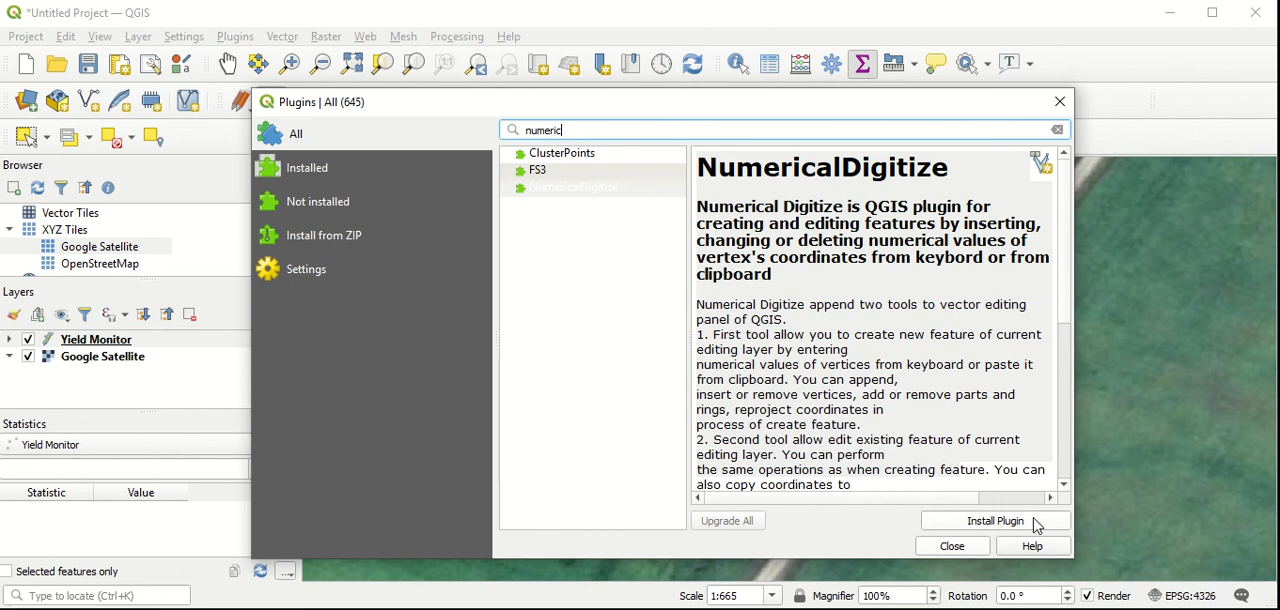 *Untitled Project — QGIS
Project Edit View Layer Settings Plugins Vector Raster Web Mesh Processing Help
Plugins | All (645)
All
Installed
Not installed
Install from ZIP
Settings
numeric
ClusterPoints
FS3
NumericalDigitize
NumericalDigitize
Numerical Digitize is QGIS plugin for
creating and editing features by inserting,
changing or deleting numerical values of
vertex's coordinates from keybord or from
clipboard
Numerical Digitize append two tools to vector editing
panel of QGIS.
1. First tool allow you to create new feature of current
editing layer by entering
numerical values of vertices from keyboard or paste it
from clipboard. You can append,
insert or remove vertices, add or remove parts and
rings, reproject coordinates in
process of create feature.
2. Second tool allow edit existing feature of current
editing layer. You can perform
the same operations as when creating feature. You can
also copy coordinates to
Upgrade All
Install Plugin
Close
Help
Browser
Vector Tiles
XYZ Tiles
Google Satellite
OpenStreetMap
Layers
Yield Monitor
Google Satellite
Statistics
Yield Monitor
Statistic Value
Selected features only
Type to locate (Ctrl+K)
Scale 1:665 Magnifier 100% Rotation 0.0 ° Render EPSG:4326